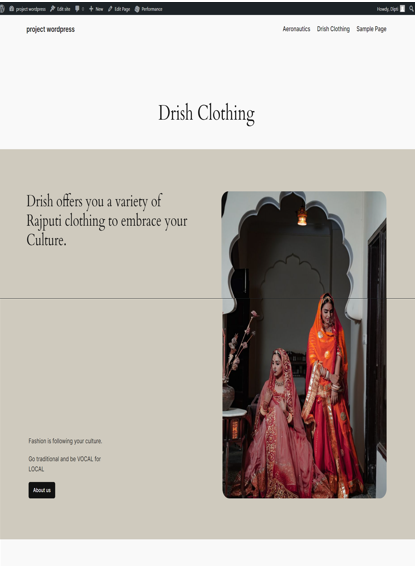 project wordpress Edit site 0 New Edit Page Performance Howdy, Dipti
project wordpress Aeronautics Drish Clothing Sample Page
Drish Clothing
Drish offers you a variety of
Rajputi clothing to embrace your
Culture.
Fashion is following your culture.
Go traditional and be VOCAL for
LOCAL
About us